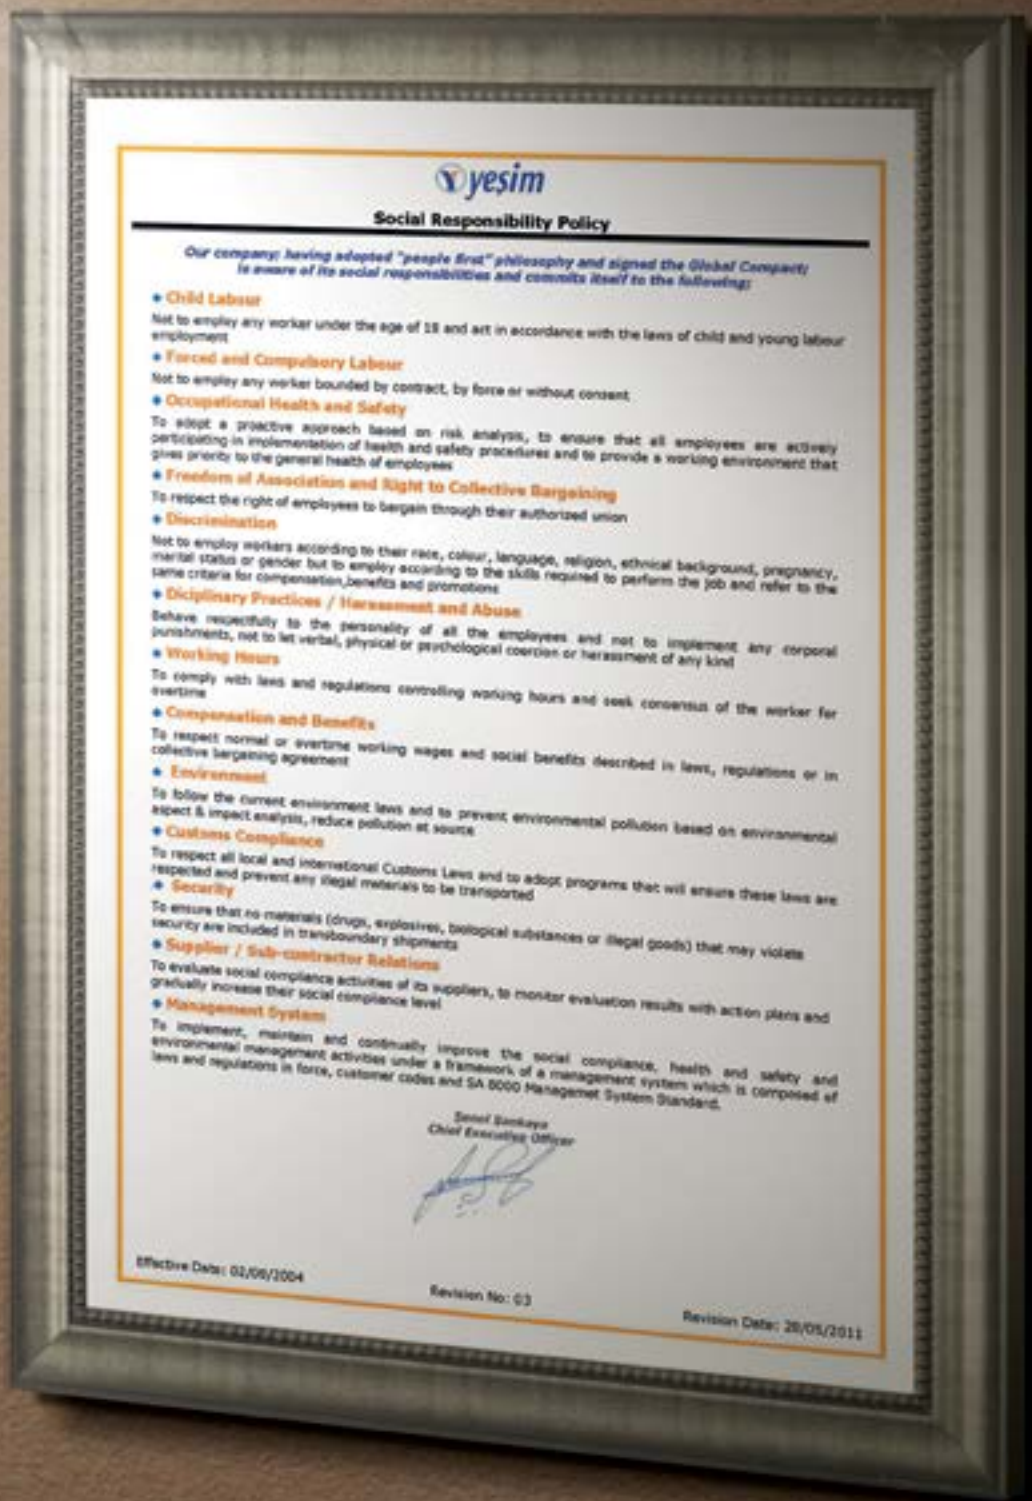 yeşim
Social Responsibility Policy
Our company; having adopted "people first" philosophy and signed the Global Compact;
is aware of its social responsibilities and commits itself to the following:
• Child Labour
Not to employ any worker under the age of 18 and act in accordance with the laws of child and young labour
employment
• Forced and Compulsory Labour
Not to employ any worker bounded by contract, by force or without consent
• Occupational Health and Safety
To adopt a proactive approach based on risk analysis, to ensure that all employees are actively
participating in implementation of health and safety procedures and to provide a working environment that
gives priority to the general health of employees
• Freedom of Association and Right to Collective Bargaining
To respect the right of employees to bargain through their authorized union
• Discrimination
Not to employ workers according to their race, colour, language, religion, ethnical background, pregnancy,
marital status or gender but to employ according to the skills required to perform the job and refer to the
same criteria for compensation,benefits and promotions
• Diciplinary Practices / Harassment and Abuse
Behave respectfully to the personality of all the employees and not to implement any corporal
punishments, not to let verbal, physical or psychological coercion or harassment of any kind
• Working Hours
To comply with laws and regulations controlling working hours and seek consensus of the worker for
overtime
• Compensation and Benefits
To respect normal or overtime working wages and social benefits described in laws, regulations or in
collective bargaining agreement
• Environment
To follow the current environment laws and to prevent environmental pollution based on environmental
aspect & impact analysis, reduce pollution at source
• Customs Compliance
To respect all local and international Customs Laws and to adopt programs that will ensure these laws are
respected and prevent any illegal materials to be transported
• Security
To ensure that no materials (drugs, explosives, biological substances or illegal goods) that may violate
security are included in transboundary shipments
• Supplier / Sub-contractor Relations
To evaluate social compliance activities of its suppliers, to monitor evaluation results with action plans and
gradually increase their social compliance level
• Management System
To implement, maintain and continually improve the social compliance, health and safety and
environmental management activities under a framework of a management system which is composed of
laws and regulations in force, customer codes and SA 8000 Managemet System Standard.
Senol Sankaya
Chief Executive Officer
Effective Date: 02/08/2004
Revision No: 03
Revision Date: 28/05/2011